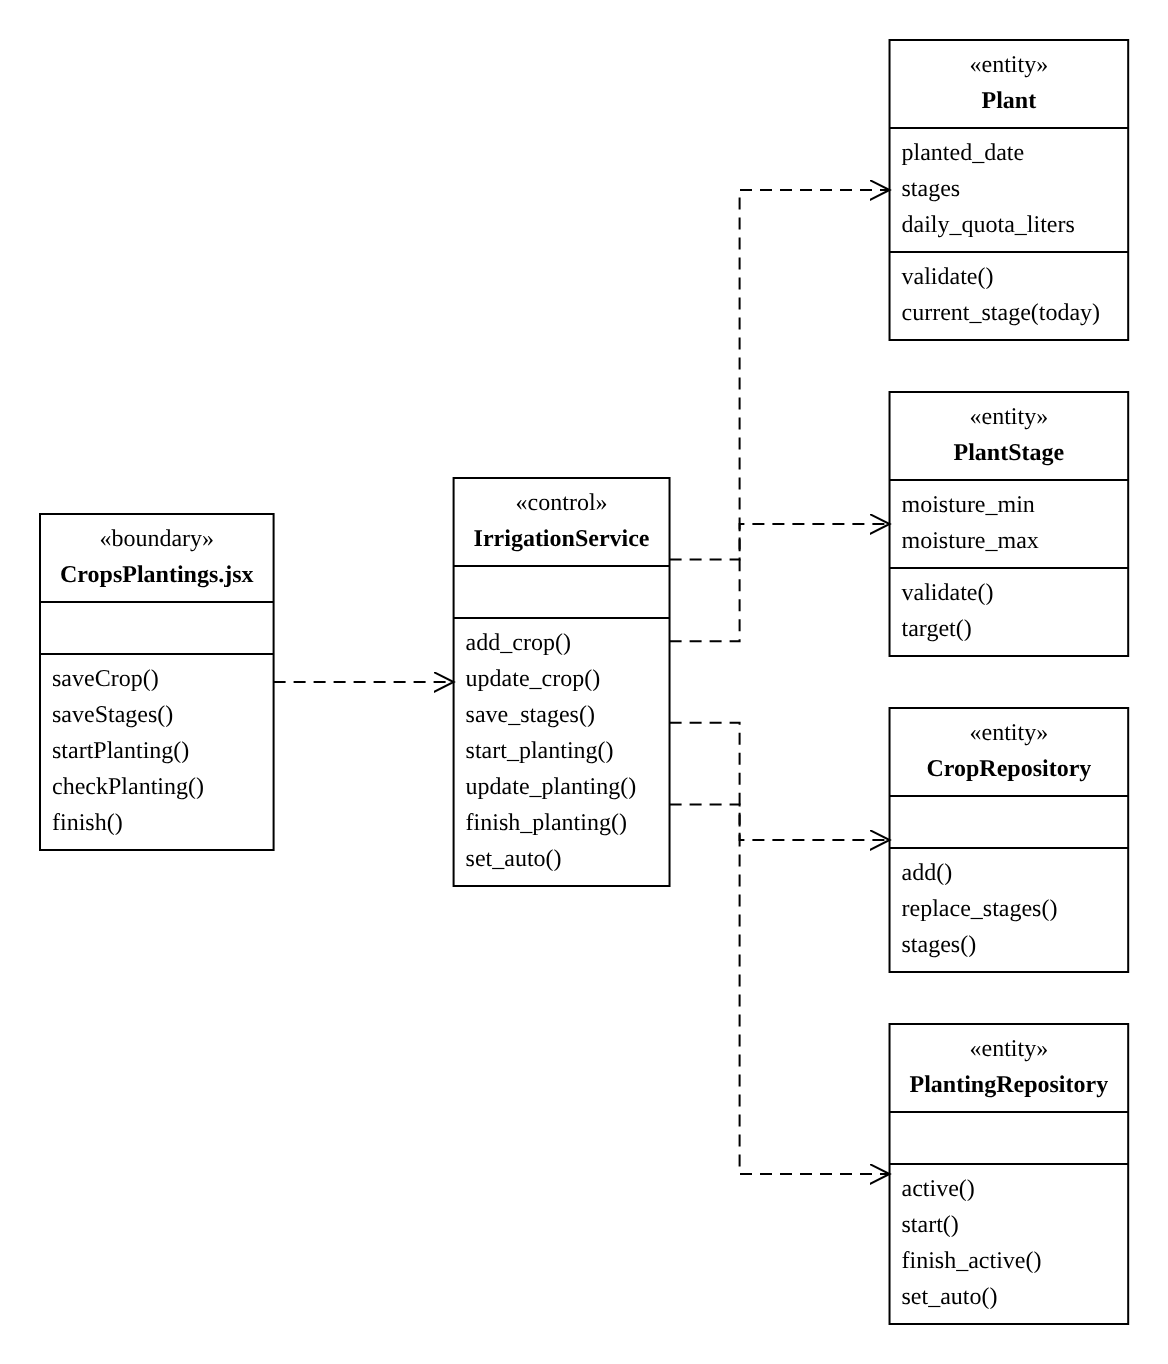 «boundary»
CropsPlantings.jsx
saveCrop()
saveStages()
startPlanting()
checkPlanting()
finish()
«control»
IrrigationService
add_crop()
update_crop()
save_stages()
start_planting()
update_planting()
finish_planting()
set_auto()
«entity»
Plant
planted_date
stages
daily_quota_liters
validate()
current_stage(today)
«entity»
PlantStage
moisture_min
moisture_max
validate()
target()
«entity»
CropRepository
add()
replace_stages()
stages()
«entity»
PlantingRepository
active()
start()
finish_active()
set_auto()